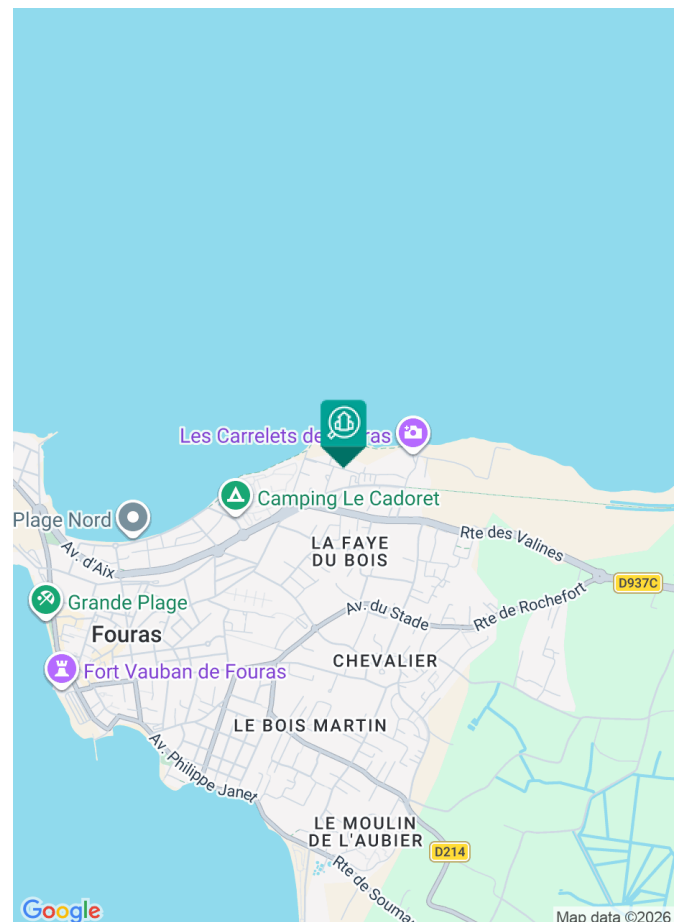 Les Carrelets de Fouras
Camping Le Cadoret
Plage Nord
LA FAYE
DU BOIS
Rte des Valines
Av. d'Aix
D937C
Grande Plage
Av. du Stade
Rte de Rochefort
Fouras
CHEVALIER
Fort Vauban de Fouras
LE BOIS MARTIN
Av. Philippe Janet
LE MOULIN
DE L'AUBIER
D214
Rte de Soumar
Google
Map data ©2026